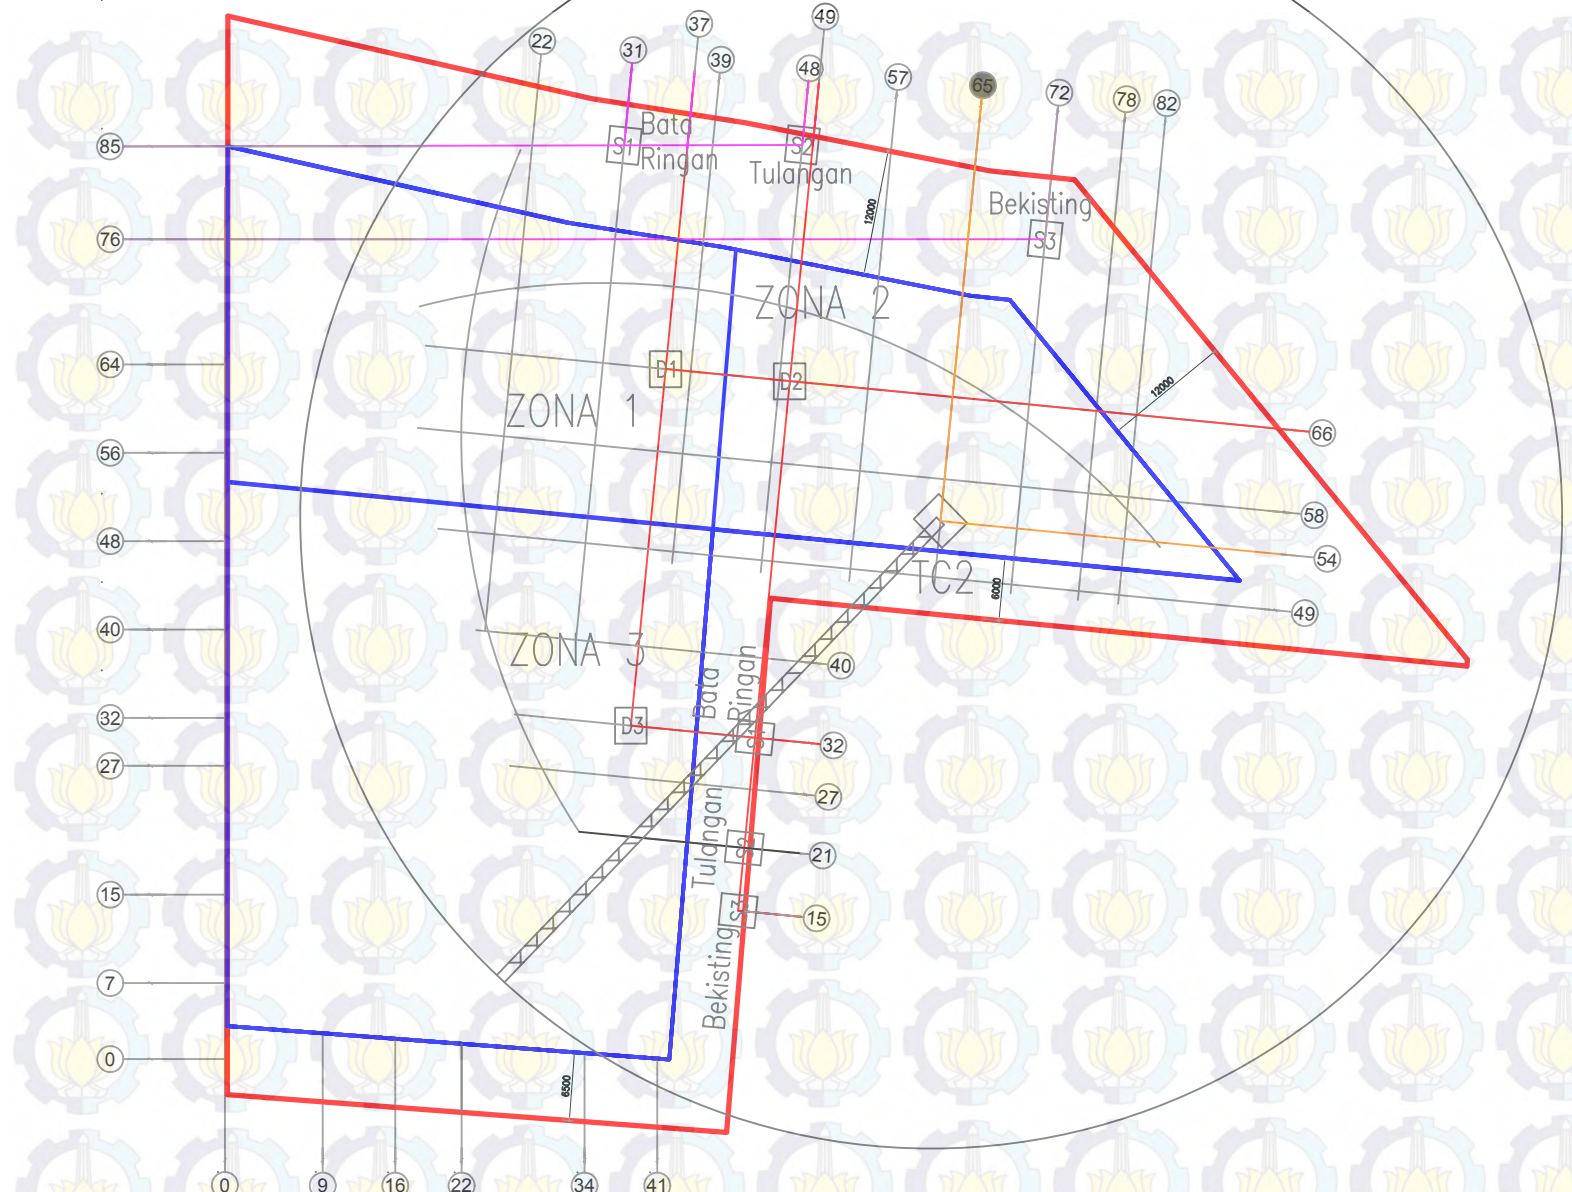 49
37
31
22
39
48
57
65
72
78
82
85
S1
Bata
Ringan
S2
Tulangan
Bekisting
12000
76
S3
ZONA 2
64
D1
D2
12000
ZONA 1
66
56
58
48
54
TC2
6000
49
40
ZONA 3
40
Bata
Ringan
32
D3
S1
32
27
27
Tulangan
S2
21
15
S3
15
Bekisting
7
0
6500
0
9
16
22
34
41